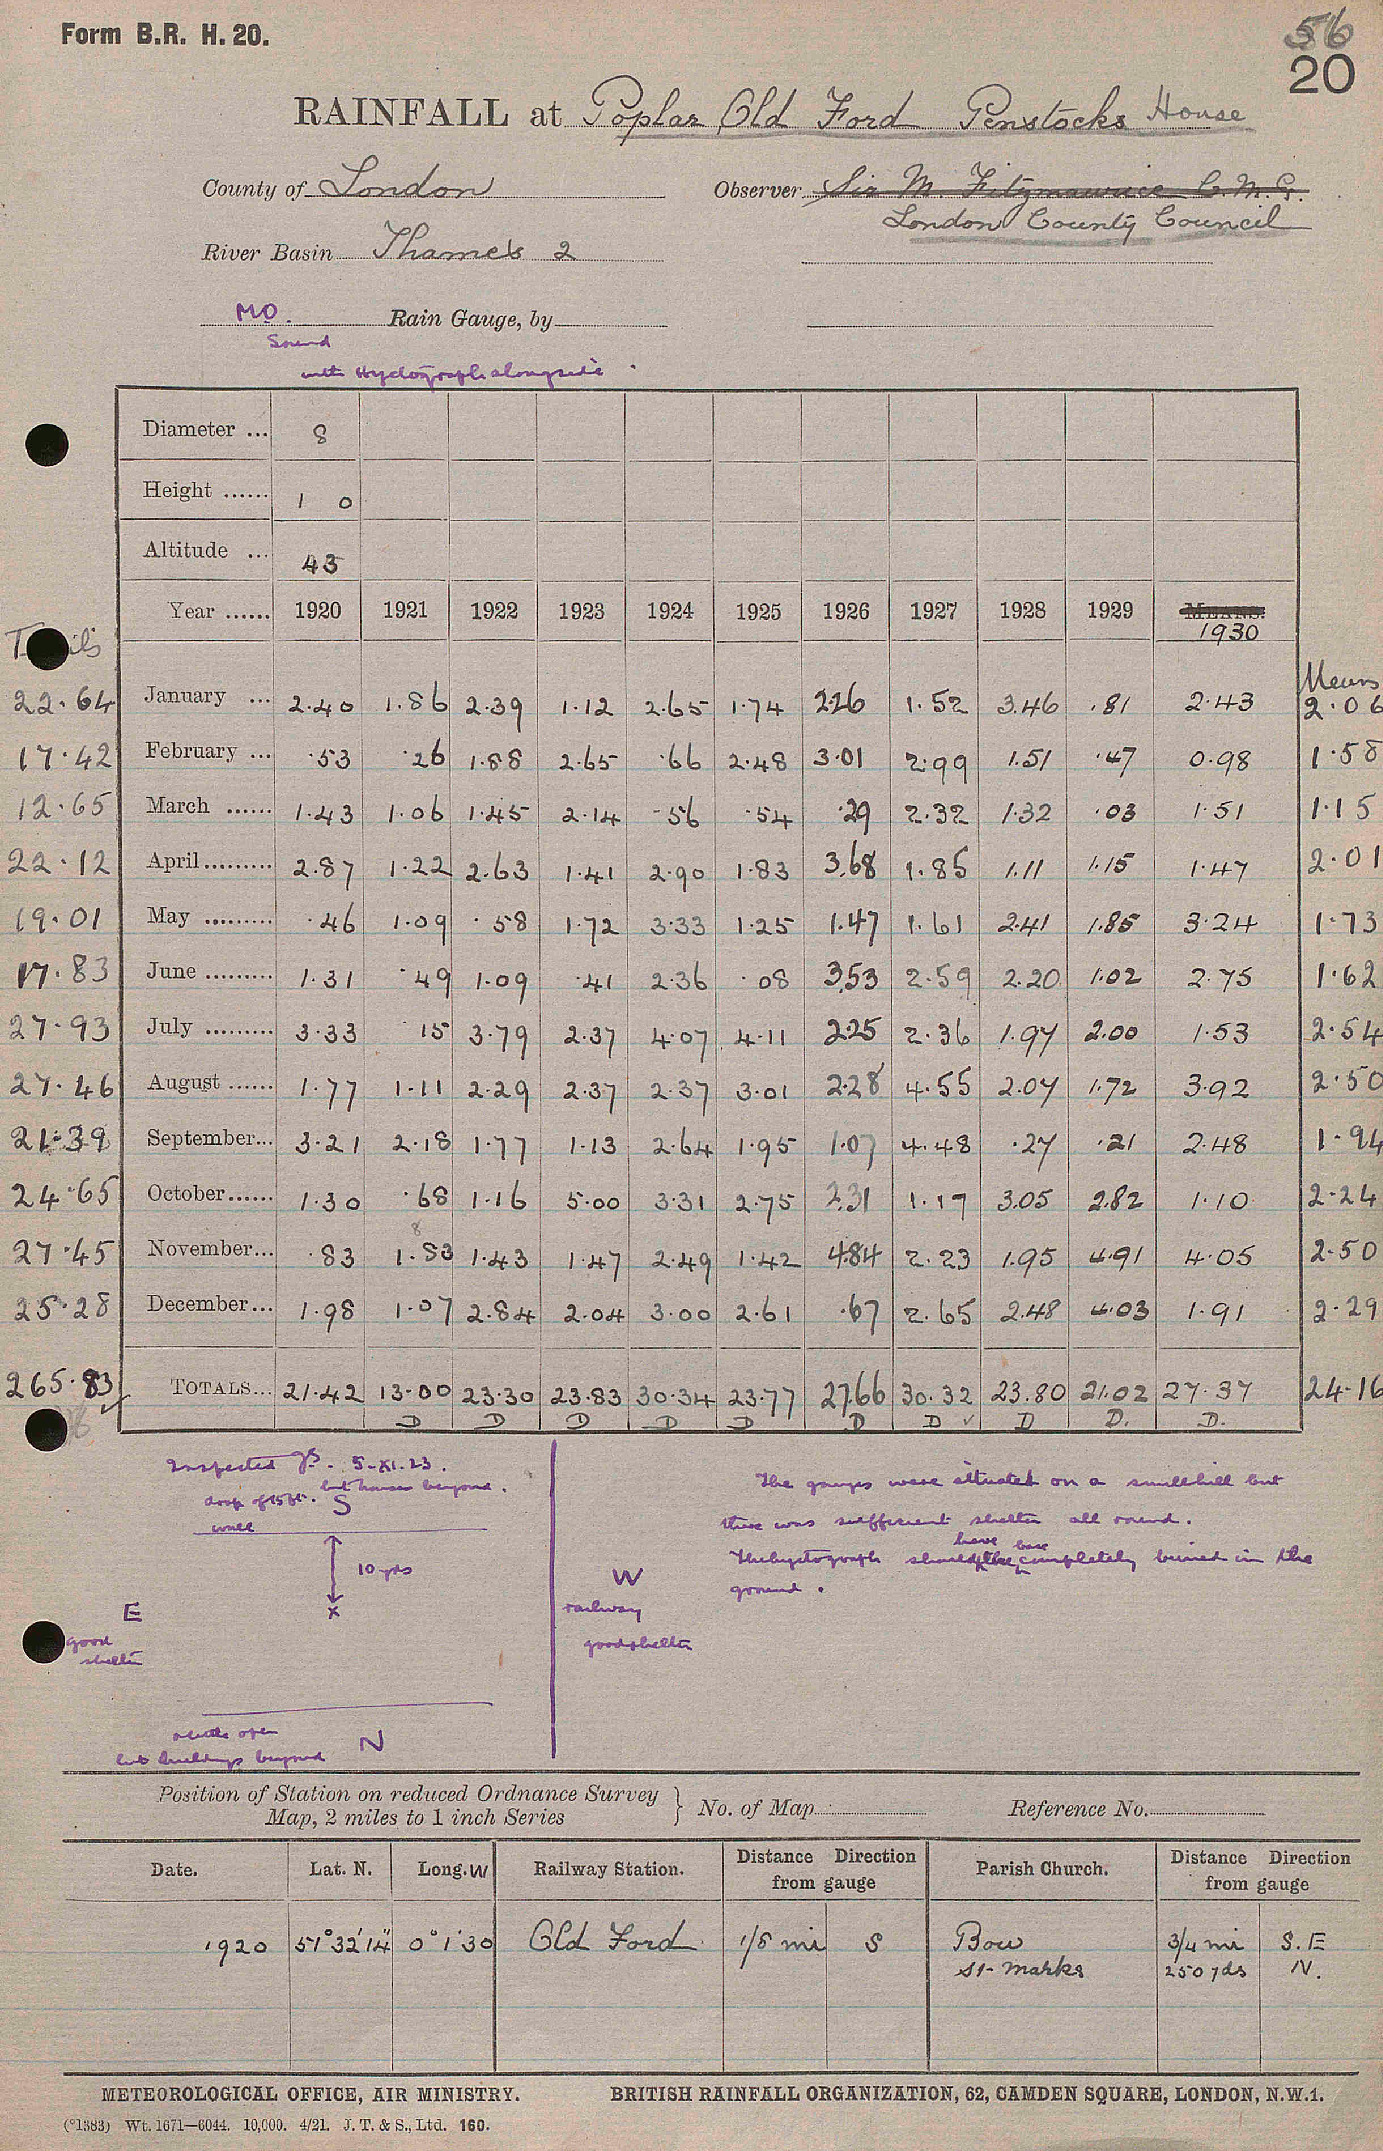 Form B.R. H. 20.
56
20
RAINFALL at Poplar Old Ford Penstocks House
County of London
Observer Sir M. Fitzmaurice C.M.G.
London County Council
River Basin Thames 2
MO. Rain Gauge, by
Sound
with Hyetograph alongside.
Diameter ... 8
Height ...... 1 0
Altitude ... 45
Year ...... 1920 1921 1922 1923 1924 1925 1926 1927 1928 1929 MEANS. 1930
Means
22.64 January ... 2.40 1.86 2.39 1.12 2.65 1.74 2.26 1.52 3.46 .81 2.43 2.06
17.42 February ... .53 .26 1.88 2.65 .66 2.48 3.01 2.99 1.51 .47 0.98 1.58
12.65 March ...... 1.43 1.06 1.45 2.14 .56 .54 .29 2.32 1.32 .03 1.51 1.15
22.12 April ......... 2.87 1.22 2.63 1.41 2.90 1.83 3.68 1.85 1.11 1.15 1.47 2.01
19.01 May ......... .46 1.09 .58 1.72 3.33 1.25 1.47 1.61 2.41 1.85 3.24 1.73
17.83 June ......... 1.31 .49 1.09 .41 2.36 .08 3.53 2.59 2.20 1.02 2.75 1.62
27.93 July ......... 3.33 .15 3.79 2.37 4.07 4.11 2.25 2.36 1.97 2.00 1.53 2.54
27.46 August ...... 1.77 1.11 2.29 2.37 2.37 3.01 2.28 4.55 2.07 1.72 3.92 2.50
21.39 September... 3.21 2.18 1.77 1.13 2.64 1.95 1.07 4.48 .27 .21 2.48 1.94
24.65 October...... 1.30 .68 1.16 5.00 3.31 2.75 2.31 1.17 3.05 2.82 1.10 2.24
8
27.45 November... .83 1.83 1.43 1.47 2.49 1.42 4.84 2.23 1.95 4.91 4.05 2.50
25.28 December... 1.98 1.07 2.84 2.04 3.00 2.61 .67 2.65 2.48 4.03 1.91 2.29
265.83 TOTALS... 21.42 13.00 23.30 23.83 30.34 23.77 27.66 30.32 23.80 21.02 27.37 24.16
D D D D D D D ✓ D D. D.
Inspected 5.XI.23.
drop of 15 ft. but houses beyond.
S
wall
10 yds
x
E
good
shelter
W
railway
good shelter
N
but buildings beyond
The gauges were situated on a small hill but
there was sufficient shelter all round.
The hyetograph should have base completely buried in the
ground.
Position of Station on reduced Ordnance Survey
Map, 2 miles to 1 inch Series } No. of Map Reference No.
Date. Lat. N. Long. W Railway Station. Distance Direction from gauge Parish Church. Distance Direction from gauge
1920 51°32'14" 0°1'30 Old Ford 1/8 mi S Bow 3/4 mi S.E
St. Marks 250 yds N.
METEOROLOGICAL OFFICE, AIR MINISTRY. BRITISH RAINFALL ORGANIZATION, 62, CAMDEN SQUARE, LONDON, N.W.1.
(°1383) Wt. 1671—6044. 10,000. 4/21. J. T. & S., Ltd. 160.